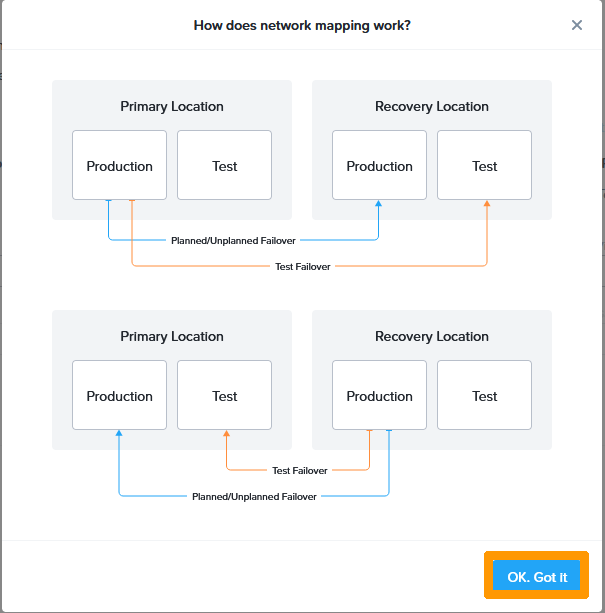 How does network mapping work?
Primary Location
Recovery Location
Production
Test
Production
Test
Planned/Unplanned Failover
Test Failover
Primary Location
Recovery Location
Production
Test
Production
Test
Test Failover
Planned/Unplanned Failover
OK. Got it